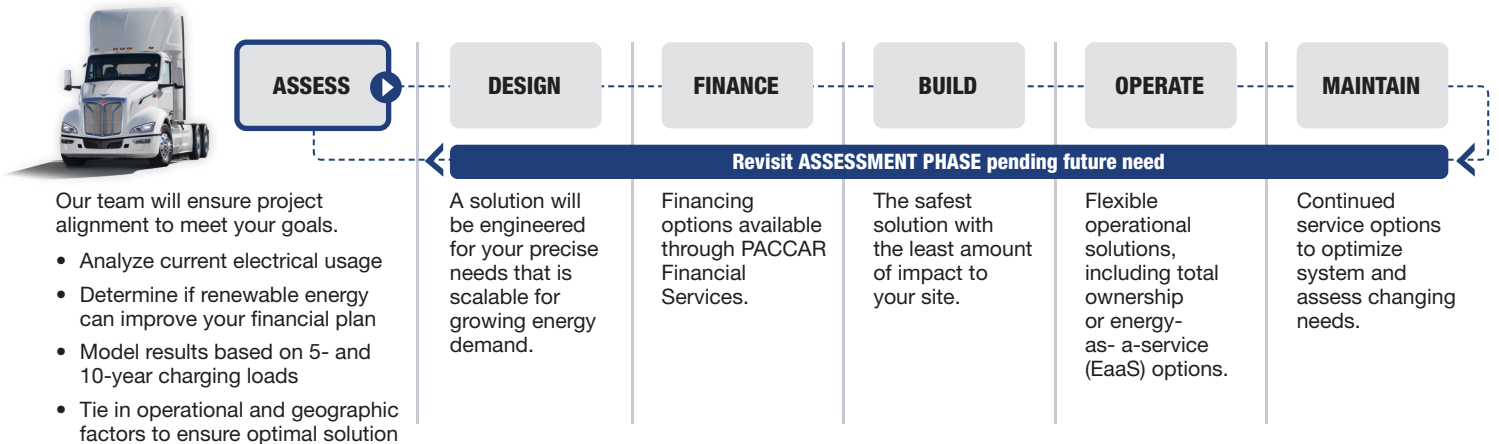 ASSESS
DESIGN
FINANCE
BUILD
OPERATE
MAINTAIN
Revisit ASSESSMENT PHASE pending future need
Our team will ensure project
alignment to meet your goals.
• Analyze current electrical usage
• Determine if renewable energy
can improve your financial plan
• Model results based on 5- and
10-year charging loads
• Tie in operational and geographic
factors to ensure optimal solution
A solution will
be engineered
for your precise
needs that is
scalable for
growing energy
demand.
Financing
options available
through PACCAR
Financial
Services.
The safest
solution with
the least amount
of impact to
your site.
Flexible
operational
solutions,
including total
ownership
or energy-
as- a-service
(EaaS) options.
Continued
service options
to optimize
system and
assess changing
needs.